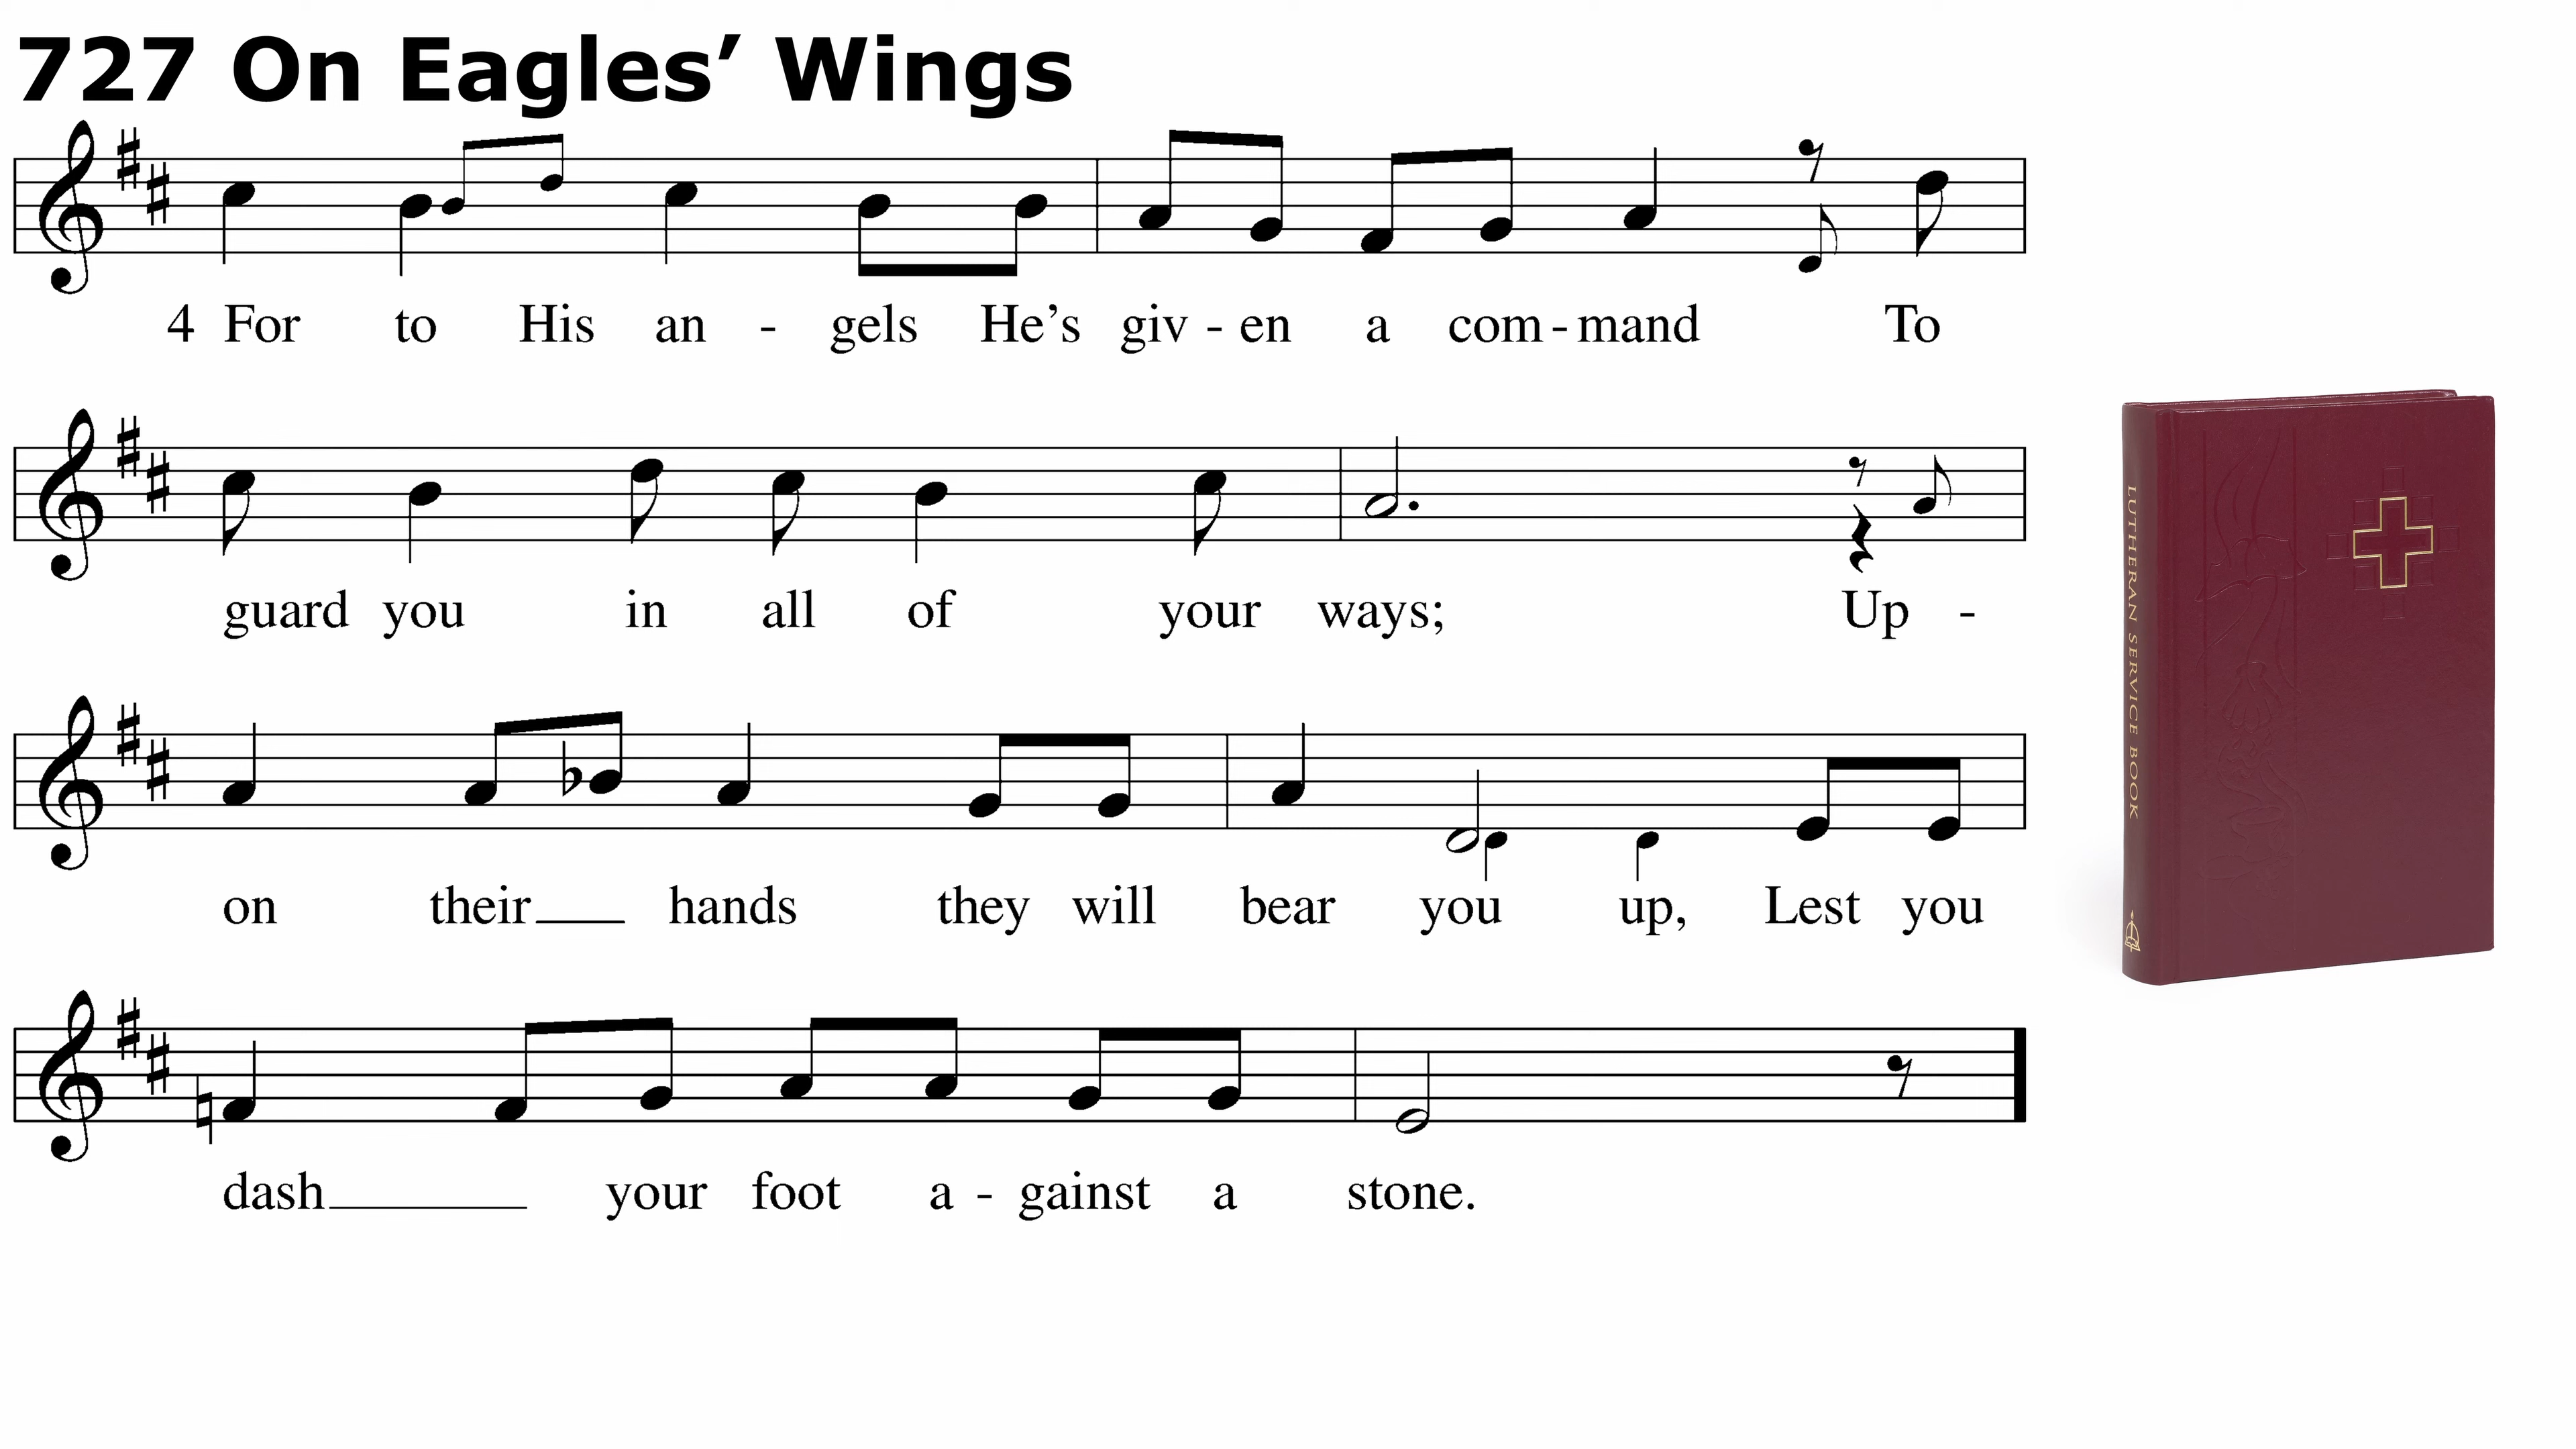 727 On Eagles’ Wings
4 For to His an - gels He’s giv - en a com - mand To
guard you in all of your ways; Up -
on their hands they will bear you up, Lest you
dash your foot a - gainst a stone.
LUTHERAN SERVICE BOOK